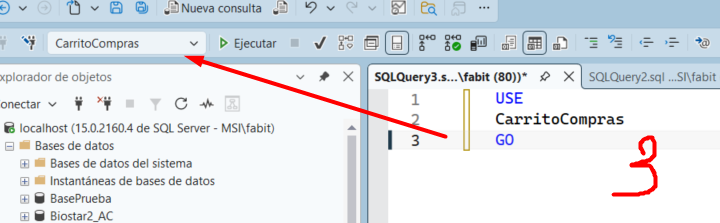 Nueva consulta
CarritoCompras
Ejecutar
xplorador de objetos
onectar
localhost (15.0.2160.4 de SQL Server - MSI\fabit)
Bases de datos
Bases de datos del sistema
Instantáneas de bases de datos
BasePrueba
Biostar2_AC
SQLQuery3.s...\fabit (80))*
SQLQuery2.sql ...SI\fabit
1 USE
2 CarritoCompras
3 GO
3